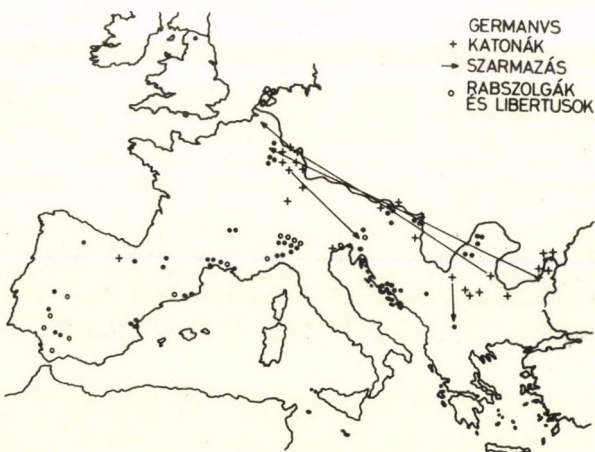 GERMANVS
+ KATONÁK
→ SZARMAZÁS
o RABSZOLGÁK
ÉS LIBERTUSOK